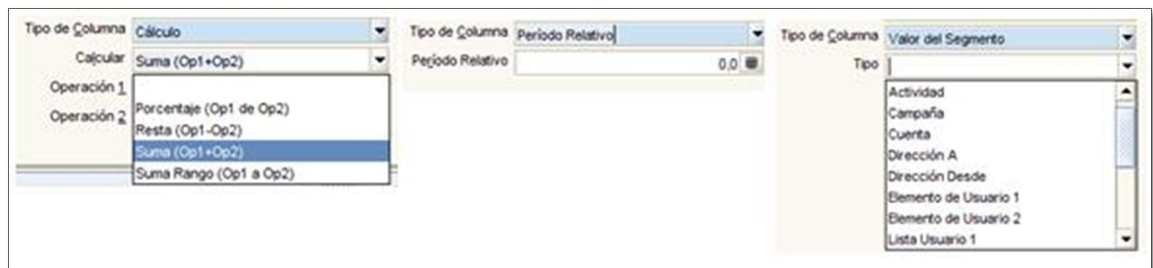 Tipo de Columna Cálculo
Calcular Suma (Op1+Op2)
Operación 1
Operación 2
Porcentaje (Op1 de Op2)
Resta (Op1-Op2)
Suma (Op1+Op2)
Suma Rango (Op1 a Op2)
Tipo de Columna Período Relativo
Período Relativo 0,0
Tipo de Columna Valor del Segmento
Tipo
Actividad
Campaña
Cuenta
Dirección A
Dirección Desde
Elemento de Usuario 1
Elemento de Usuario 2
Lista Usuario 1